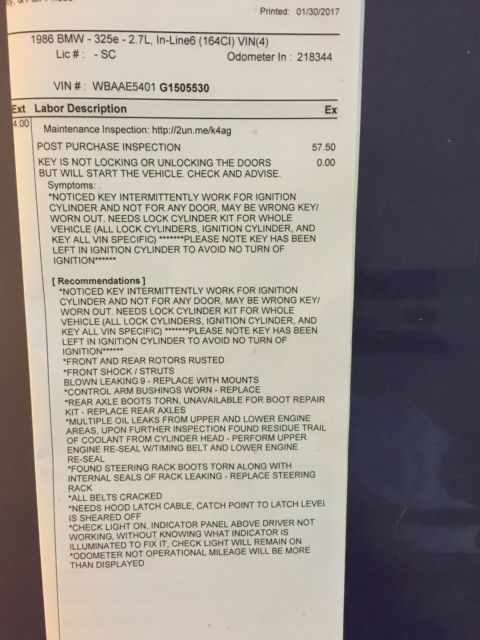 Printed: 01/30/2017
1986 BMW - 325e - 2.7L, In-Line6 (164CI) VIN(4)
Lic # : - SC Odometer In : 218344
VIN # : WBAAE5401 G1505530
Ext Labor Description Ex
4.00
Maintenance Inspection: http://2un.me/k4ag
POST PURCHASE INSPECTION 57.50
KEY IS NOT LOCKING OR UNLOCKING THE DOORS 0.00
BUT WILL START THE VEHICLE. CHECK AND ADVISE.
Symptoms: .
*NOTICED KEY INTERMITTENTLY WORK FOR IGNITION
CYLINDER AND NOT FOR ANY DOOR, MAY BE WRONG KEY/
WORN OUT. NEEDS LOCK CYLINDER KIT FOR WHOLE
VEHICLE (ALL LOCK CYLINDERS, IGNITION CYLINDER, AND
KEY ALL VIN SPECIFIC) *******PLEASE NOTE KEY HAS BEEN
LEFT IN IGNITION CYLINDER TO AVOID NO TURN OF
IGNITION******
[ Recommendations ]
*NOTICED KEY INTERMITTENTLY WORK FOR IGNITION
CYLINDER AND NOT FOR ANY DOOR, MAY BE WRONG KEY/
WORN OUT. NEEDS LOCK CYLINDER KIT FOR WHOLE
VEHICLE (ALL LOCK CYLINDERS, IGNITION CYLINDER, AND
KEY ALL VIN SPECIFIC) *******PLEASE NOTE KEY HAS BEEN
LEFT IN IGNITION CYLINDER TO AVOID NO TURN OF
IGNITION******
*FRONT AND REAR ROTORS RUSTED
*FRONT SHOCK / STRUTS
BLOWN LEAKING 9 - REPLACE WITH MOUNTS
*CONTROL ARM BUSHINGS WORN - REPLACE
*REAR AXLE BOOTS TORN, UNAVAILABLE FOR BOOT REPAIR
KIT - REPLACE REAR AXLES
*MULTIPLE OIL LEAKS FROM UPPER AND LOWER ENGINE
AREAS, UPON FURTHER INSPECTION FOUND RESIDUE TRAIL
OF COOLANT FROM CYLINDER HEAD - PERFORM UPPER
ENGINE RE-SEAL W/TIMING BELT AND LOWER ENGINE
RE-SEAL
*FOUND STEERING RACK BOOTS TORN ALONG WITH
INTERNAL SEALS OF RACK LEAKING - REPLACE STEERING
RACK
*ALL BELTS CRACKED
*NEEDS HOOD LATCH CABLE, CATCH POINT TO LATCH LEVEL
IS SHEARED OFF
*CHECK LIGHT ON, INDICATOR PANEL ABOVE DRIVER NOT
WORKING, WITHOUT KNOWING WHAT INDICATOR IS
ILLUMINATED TO FIX IT, CHECK LIGHT WILL REMAIN ON
*ODOMETER NOT OPERATIONAL MILEAGE WILL BE MORE
THAN DISPLAYED